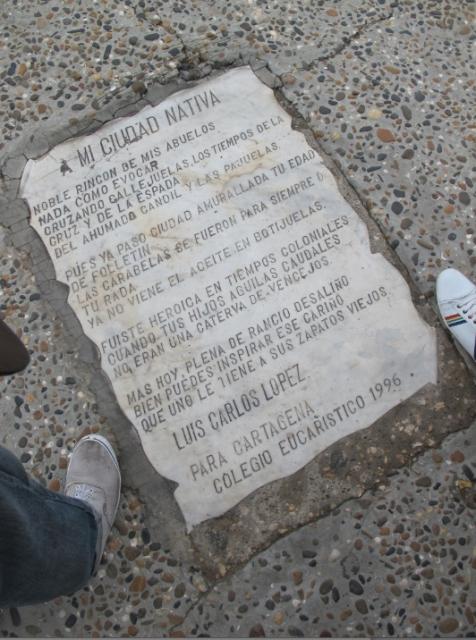 MI CIUDAD NATIVA
NOBLE RINCON DE MIS ABUELOS
NADA COMO EVOCAR
CRUZANDO GALLEJUELAS, LOS TIEMPOS DE LA
CRUZ Y DE LA ESPADA
DEL AHUMADO CANDIL Y LAS PAJUELAS.
PUES YA PASO CIUDAD AMURALLADA TU EDAD
DE FOLLETIN
LAS CARABELAS SE FUERON PARA SIEMPRE D
TU RADA
YA NO VIENE EL ACEITE EN BOTIJUELAS.
FUISTE HEROICA EN TIEMPOS COLONIALES
CUANDO TUS HIJOS AGUILAS CAUDALES
NO ERAN UNA CATERVA DE VENCEJOS.
MAS HOY PLENA DE RANCIO DESALIÑO
BIEN PUEDES INSPIRAR ESE CARIÑO
QUE UNO LE TIENE A SUS ZAPATOS VIEJOS.
LUIS CARLOS LOPEZ
PARA CARTAGENA
COLEGIO EUCARISTICO 1996